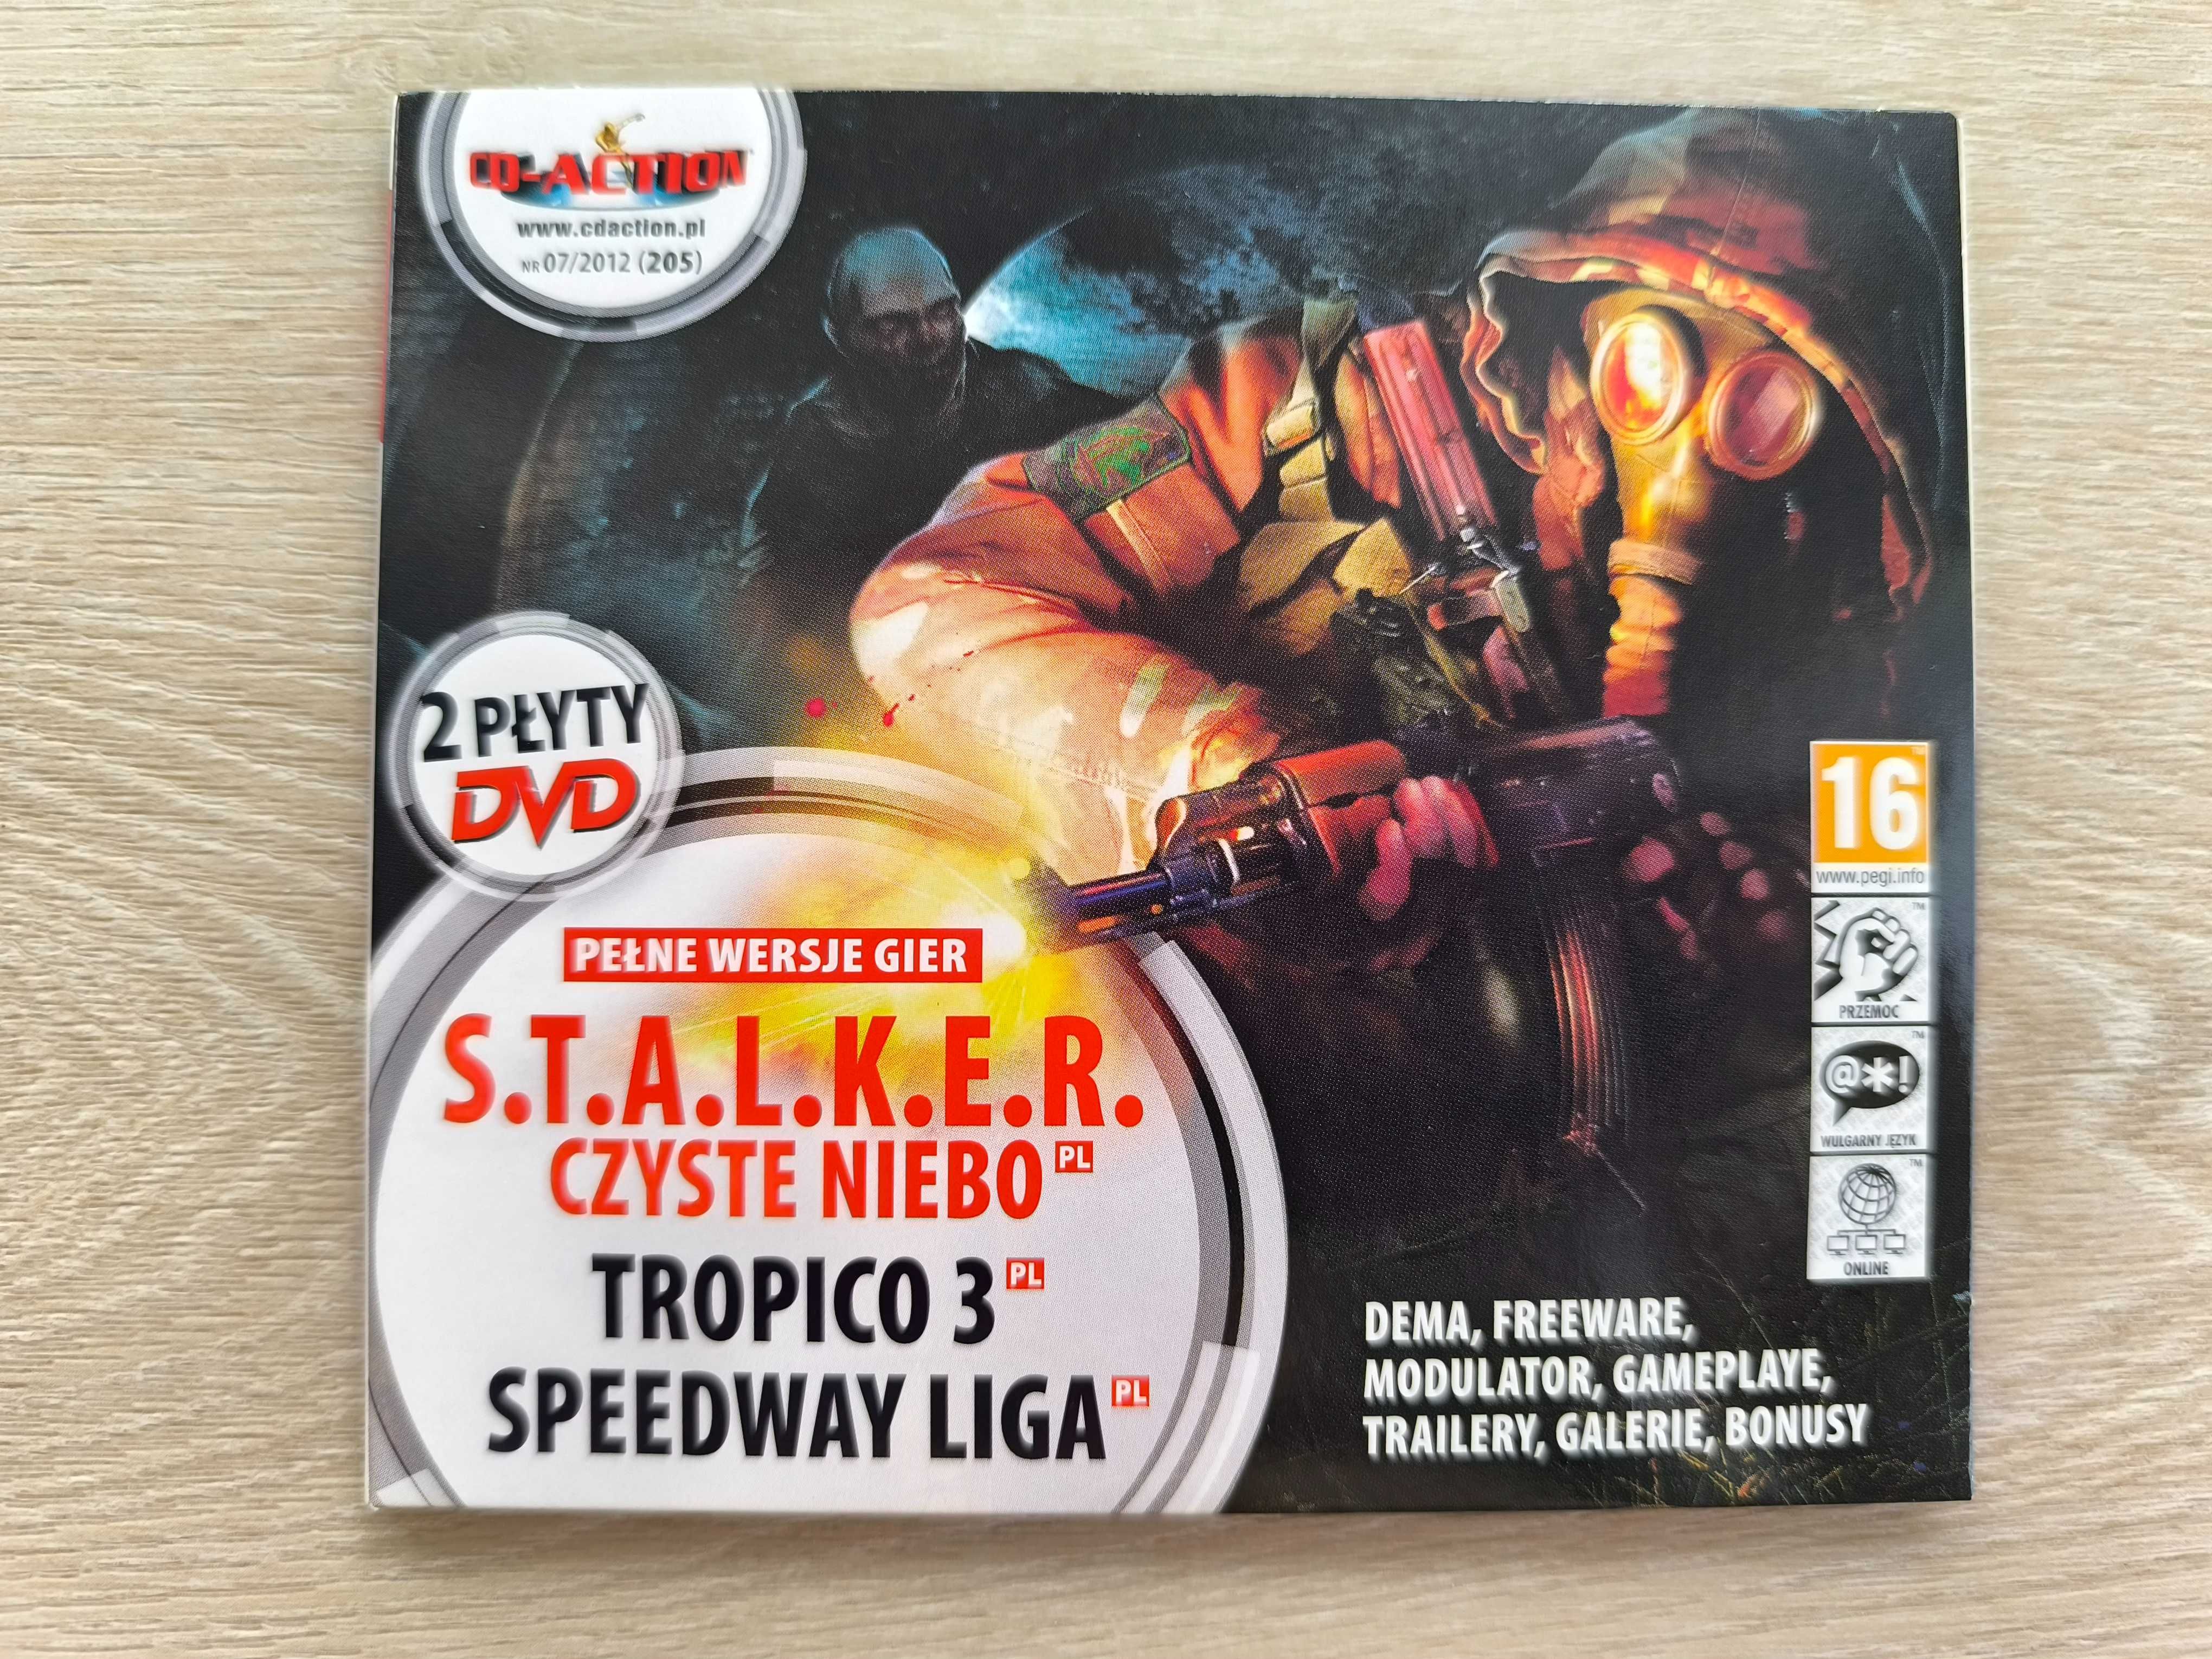 CD-ACTION
www.cdaction.pl
NR 07/2012 (205)
2 PŁYTY
DVD
PEŁNE WERSJE GIER
S.T.A.L.K.E.R.
CZYSTE NIEBO PL
TROPICO 3 PL
SPEEDWAY LIGA PL
16
www.pegi.info
PRZEMOC
@*!
WULGARNY JĘZYK
ONLINE
DEMA, FREEWARE,
MODULATOR, GAMEPLAYE,
TRAILERY, GALERIE, BONUSY